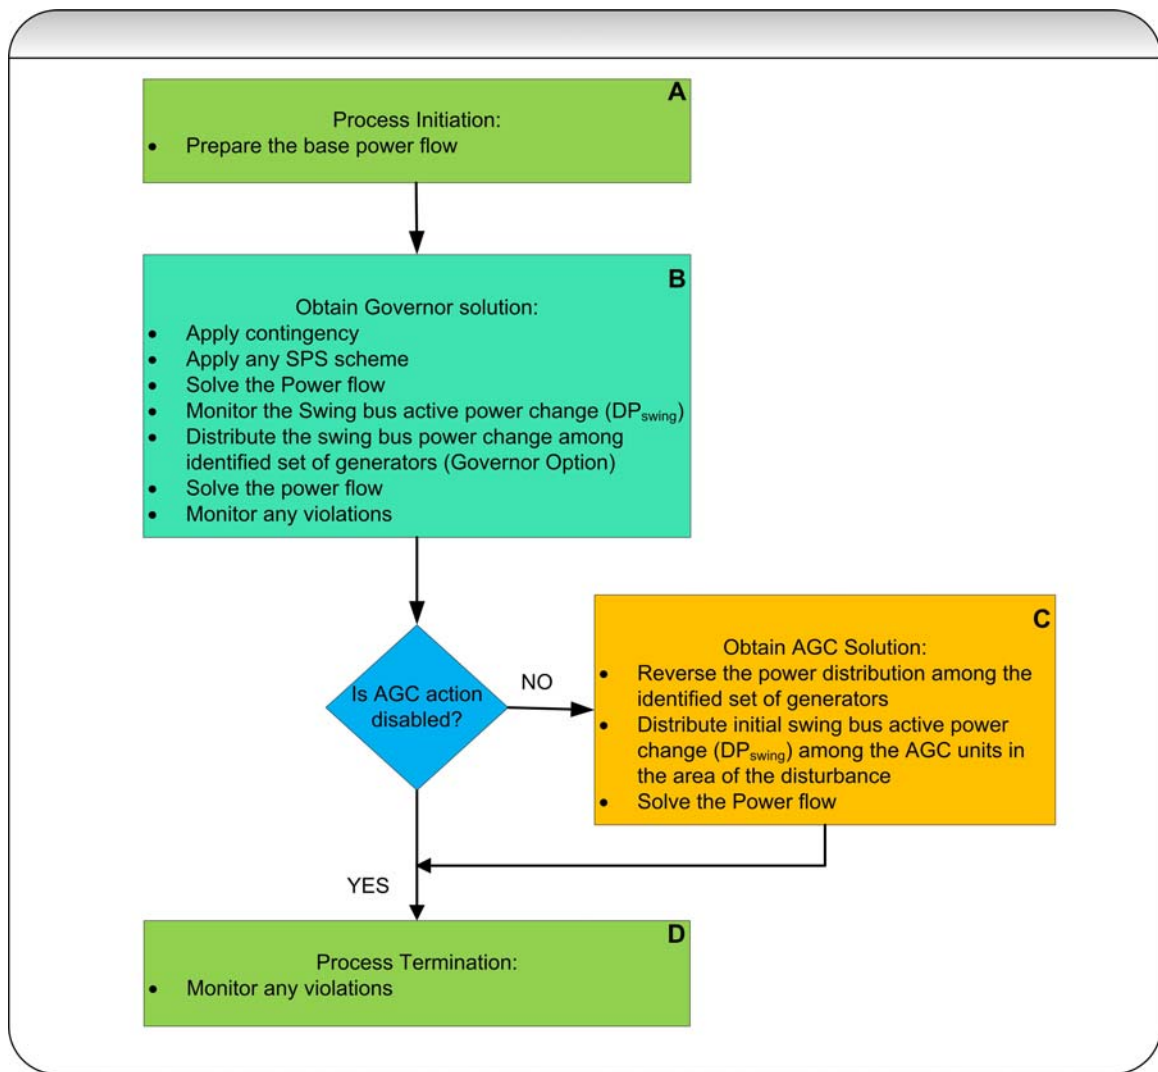 A
Process Initiation:
• Prepare the base power flow
B
Obtain Governor solution:
• Apply contingency
• Apply any SPS scheme
• Solve the Power flow
• Monitor the Swing bus active power change (DPswing)
• Distribute the swing bus power change among
identified set of generators (Governor Option)
• Solve the power flow
• Monitor any violations
Is AGC action
disabled?
NO
C
Obtain AGC Solution:
• Reverse the power distribution among the
identified set of generators
• Distribute initial swing bus active power
change (DPswing) among the AGC units in
the area of the disturbance
• Solve the Power flow
YES
D
Process Termination:
• Monitor any violations